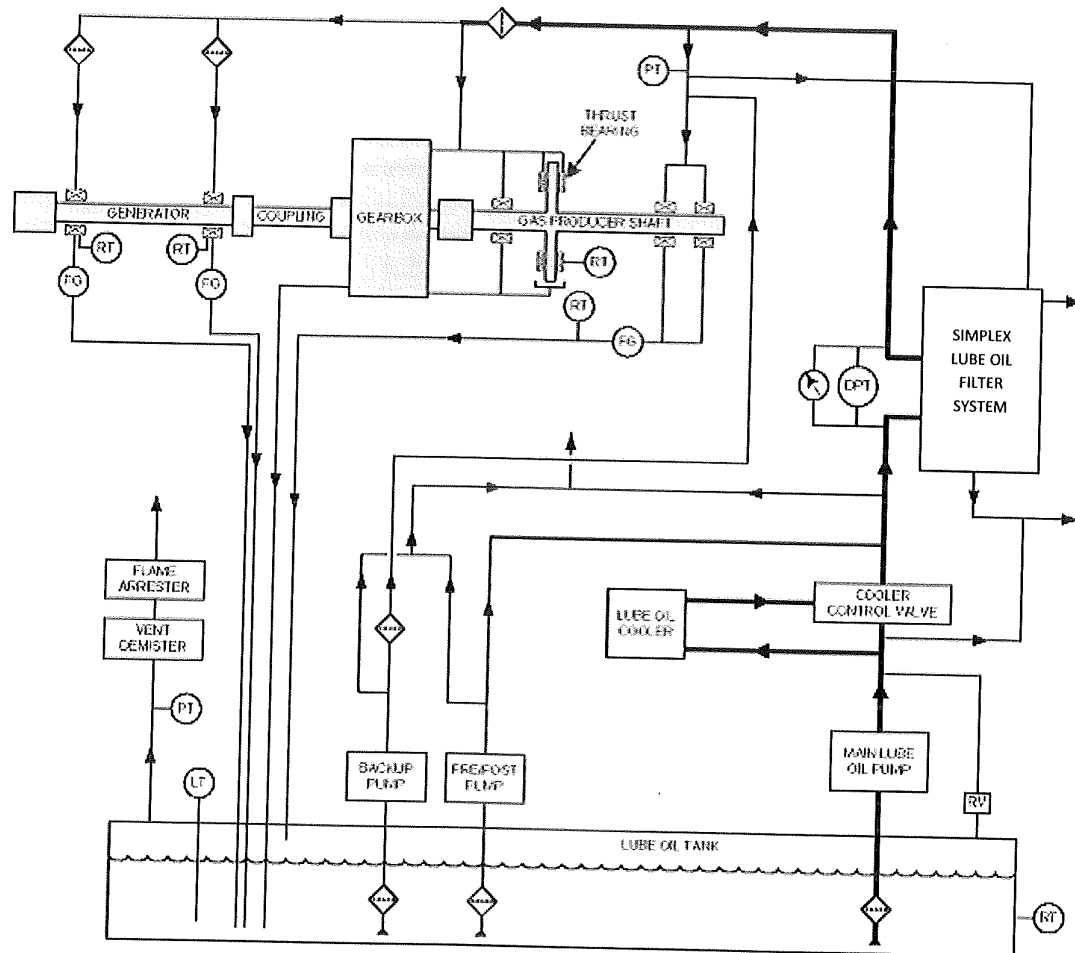 PT
THRUST
BEARING
GENERATOR
COUPLING
GEARBOX
GAS PRODUCER SHAFT
RT
RT
RT
FG
FG
RT
FG
SIMPLEX
LUBE OIL
FILTER
SYSTEM
DPT
FLAME
ARRESTER
VENT
DEMISTER
LUBE OIL
COOLER
COOLER
CONTROL VALVE
PT
LT
BACKUP
PUMP
PRE/POST
PUMP
MAIN LUBE
OIL PUMP
RV
LUBE OIL TANK
RT